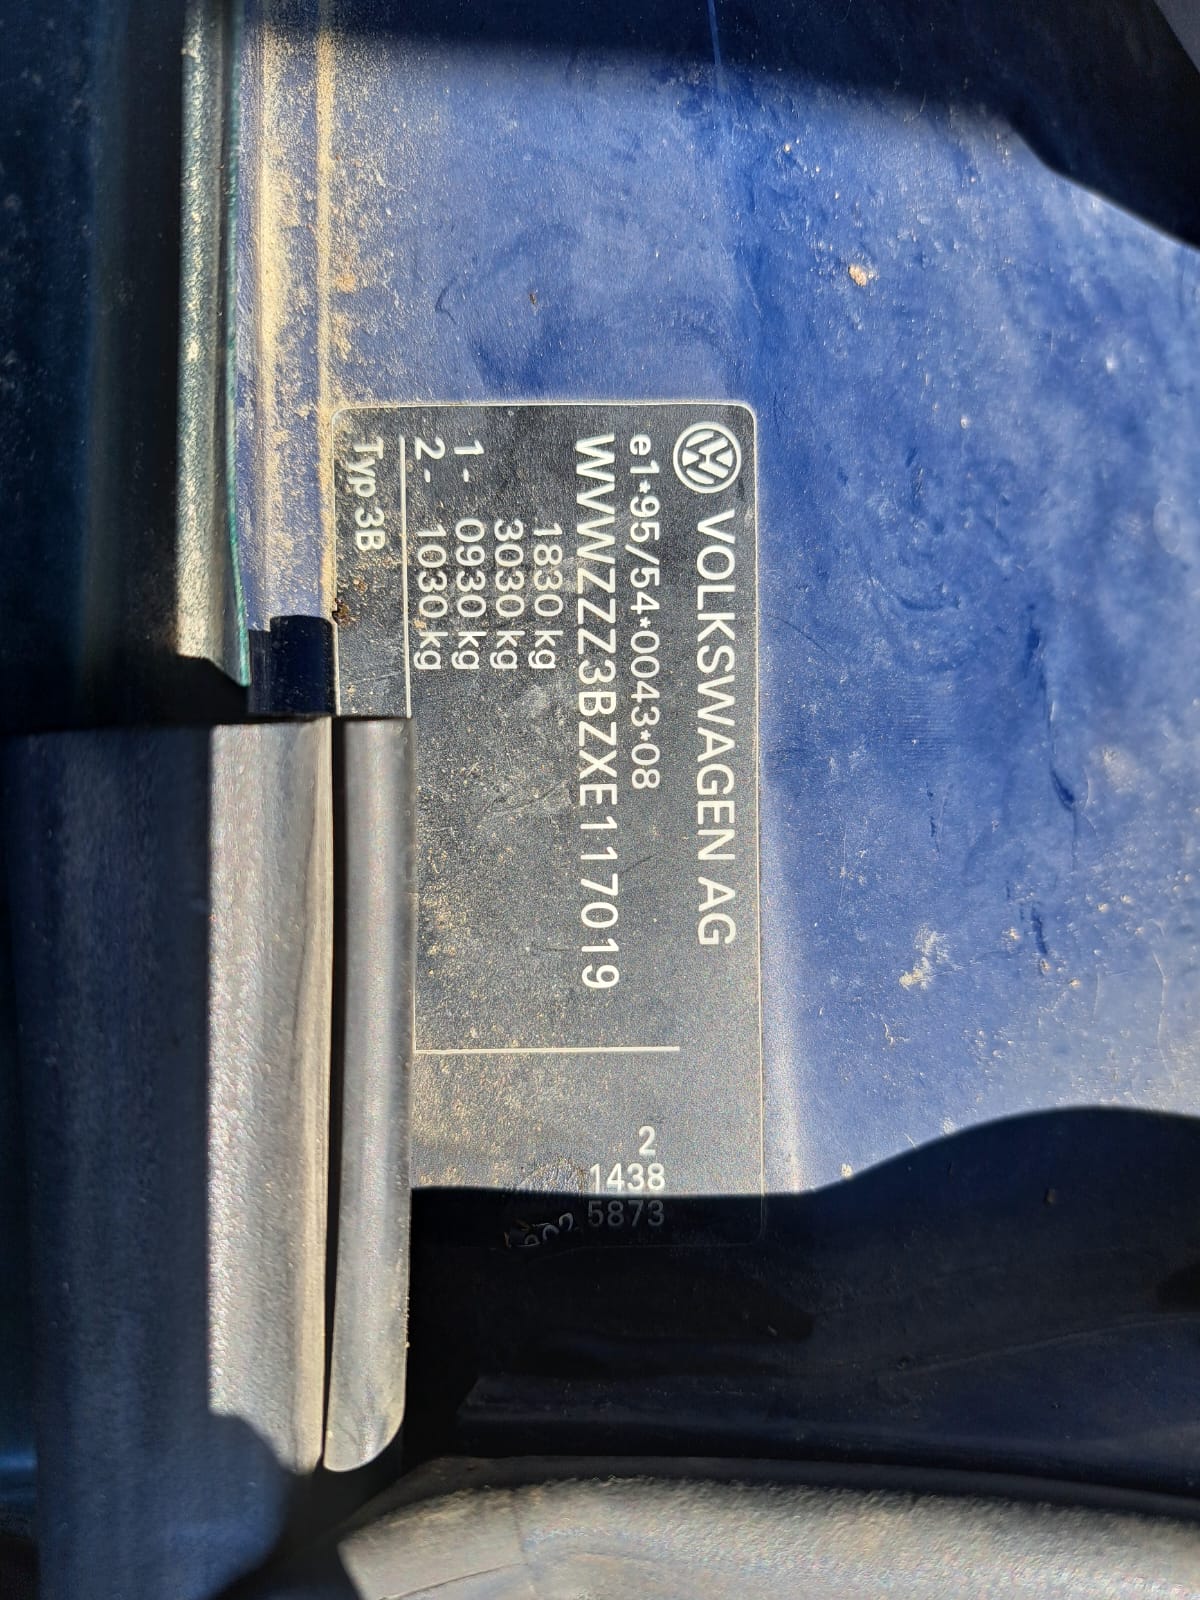 VOLKSWAGEN AG
e1*95/54*0043*08
WVWZZZ3BZXE117019
1830 kg
3030 kg
1- 0930 kg
2- 1030 kg
Typ 3B
2
1438
5873